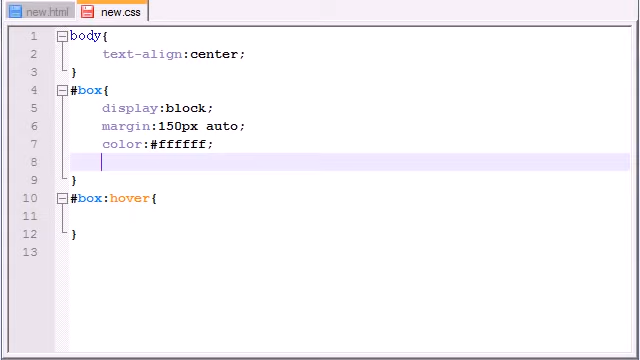 new.html new.css
1 body{
2 text-align:center;
3 }
4 #box{
5 display:block;
6 margin:150px auto;
7 color:#ffffff;
8
9 }
10 #box:hover{
11
12 }
13